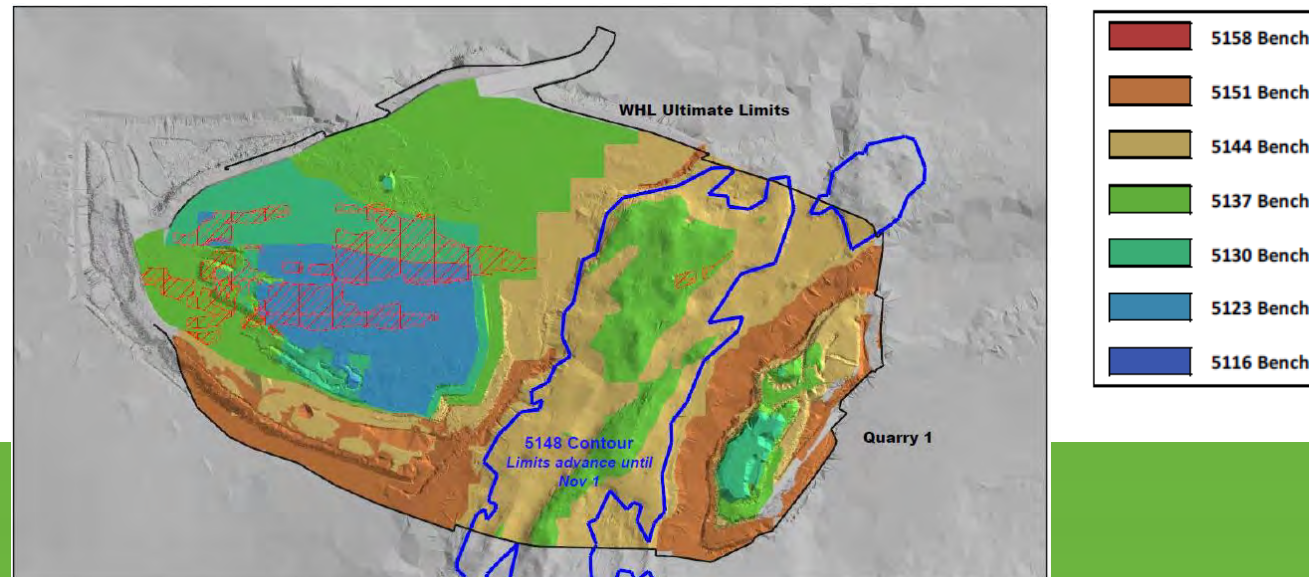 WHL Ultimate Limits
5148 Contour
Limits advance until
Nov 1
Quarry 1
5158 Bench
5151 Bench
5144 Bench
5137 Bench
5130 Bench
5123 Bench
5116 Bench